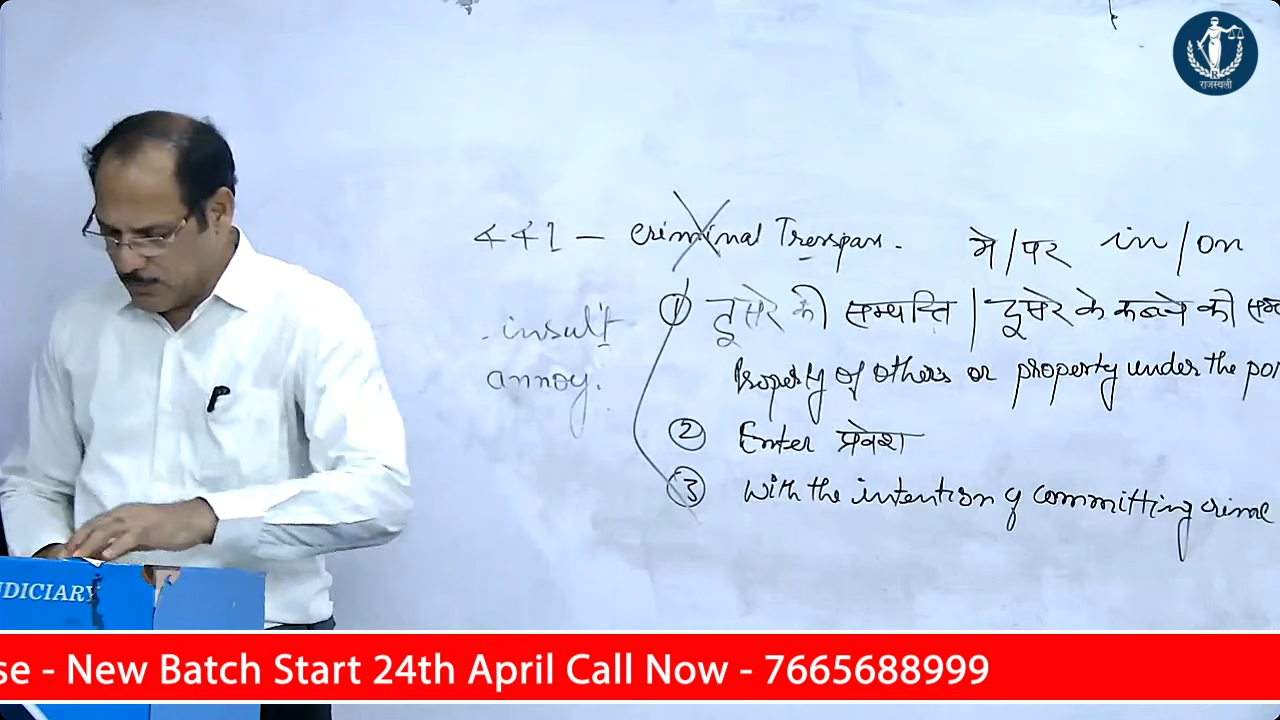 राजस्थली
441 - Criminal Trespass. में/पर in/on
① दूसरे की सम्पत्ति | दूसरे के कब्जे की
insult
annoy.
Property of others or property under the
② Enter प्रवेश
③ With the intention of committing crime
UDICIARY
se - New Batch Start 24th April Call Now - 7665688999